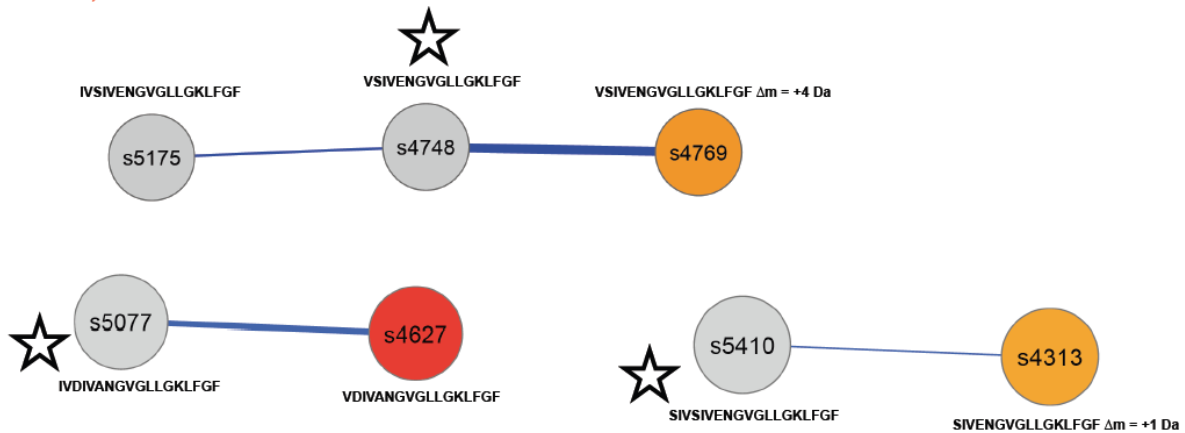 IVSIVENGVGLLGKLFGF
VSIVENGVGLLGKLFGF
VSIVENGVGLLGKLFGF Δm = +4 Da
s5175
s4748
s4769
s5077
s4627
s5410
s4313
IVDIVANGVGLLGKLFGF
VDIVANGVGLLGKLFGF
SIVSIVENGVGLLGKLFGF
SIVENGVGLLGKLFGF Δm = +1 Da